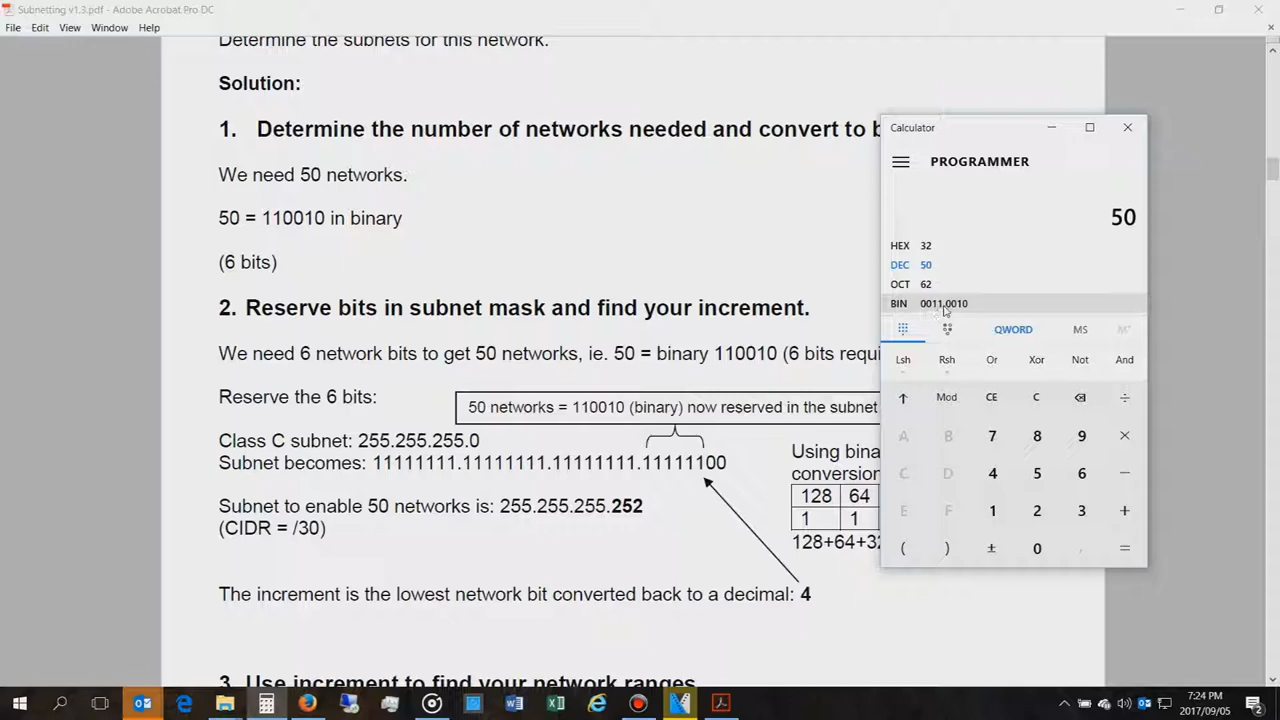 Subnetting v1.3.pdf - Adobe Acrobat Pro DC
File Edit View Window Help
Determine the subnets for this network.
Solution:
1. Determine the number of networks needed and convert to b
We need 50 networks.
50 = 110010 in binary
(6 bits)
2. Reserve bits in subnet mask and find your increment.
We need 6 network bits to get 50 networks, ie. 50 = binary 110010 (6 bits requi
Reserve the 6 bits:
50 networks = 110010 (binary) now reserved in the subnet
Class C subnet: 255.255.255.0
Subnet becomes: 11111111.11111111.11111111.11111100
Using bina
conversion
128 64
1 1
128+64+32
Subnet to enable 50 networks is: 255.255.255.252
(CIDR = /30)
The increment is the lowest network bit converted back to a decimal: 4
3. Use increment to find your network ranges
Calculator
PROGRAMMER
50
HEX 32
DEC 50
OCT 62
BIN 0011 0010
QWORD MS M
Lsh Rsh Or Xor Not And
↑ Mod CE C ⌫ ÷
A B 7 8 9 ×
C D 4 5 6 −
E F 1 2 3 +
( ) ± 0 , =
7:24 PM
2017/09/05
2